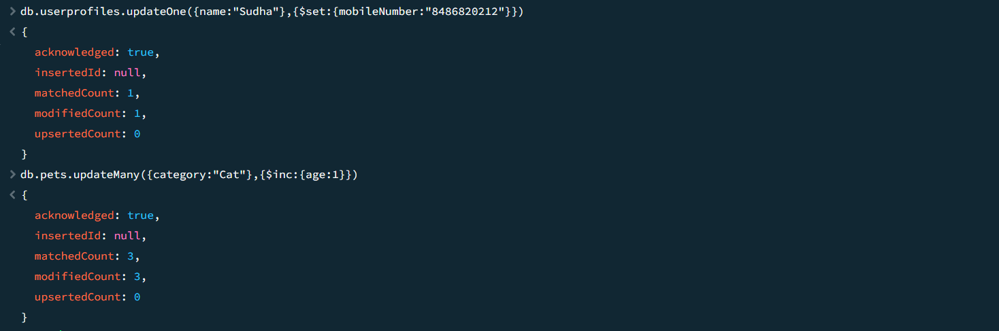 > db.userprofiles.updateOne({name:"Sudha"},{$set:{mobileNumber:"8486820212"}})
< {
acknowledged: true,
insertedId: null,
matchedCount: 1,
modifiedCount: 1,
upsertedCount: 0
}
> db.pets.updateMany({category:"Cat"},{$inc:{age:1}})
< {
acknowledged: true,
insertedId: null,
matchedCount: 3,
modifiedCount: 3,
upsertedCount: 0
}